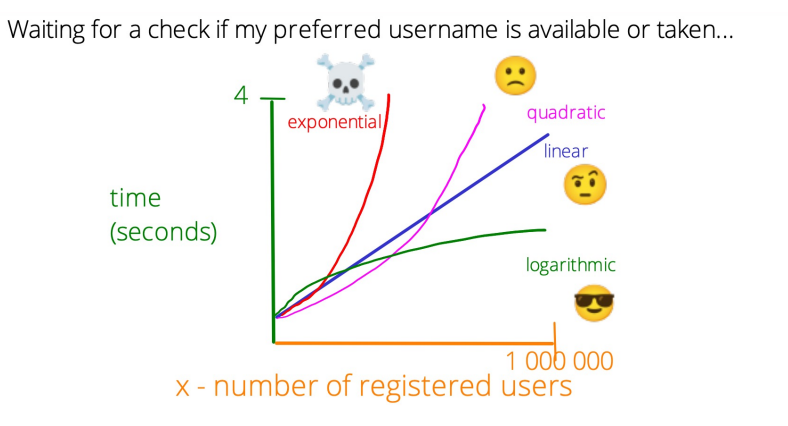 Waiting for a check if my preferred username is available or taken...
4
exponential
quadratic
linear
time
(seconds)
logarithmic
1 000 000
x - number of registered users